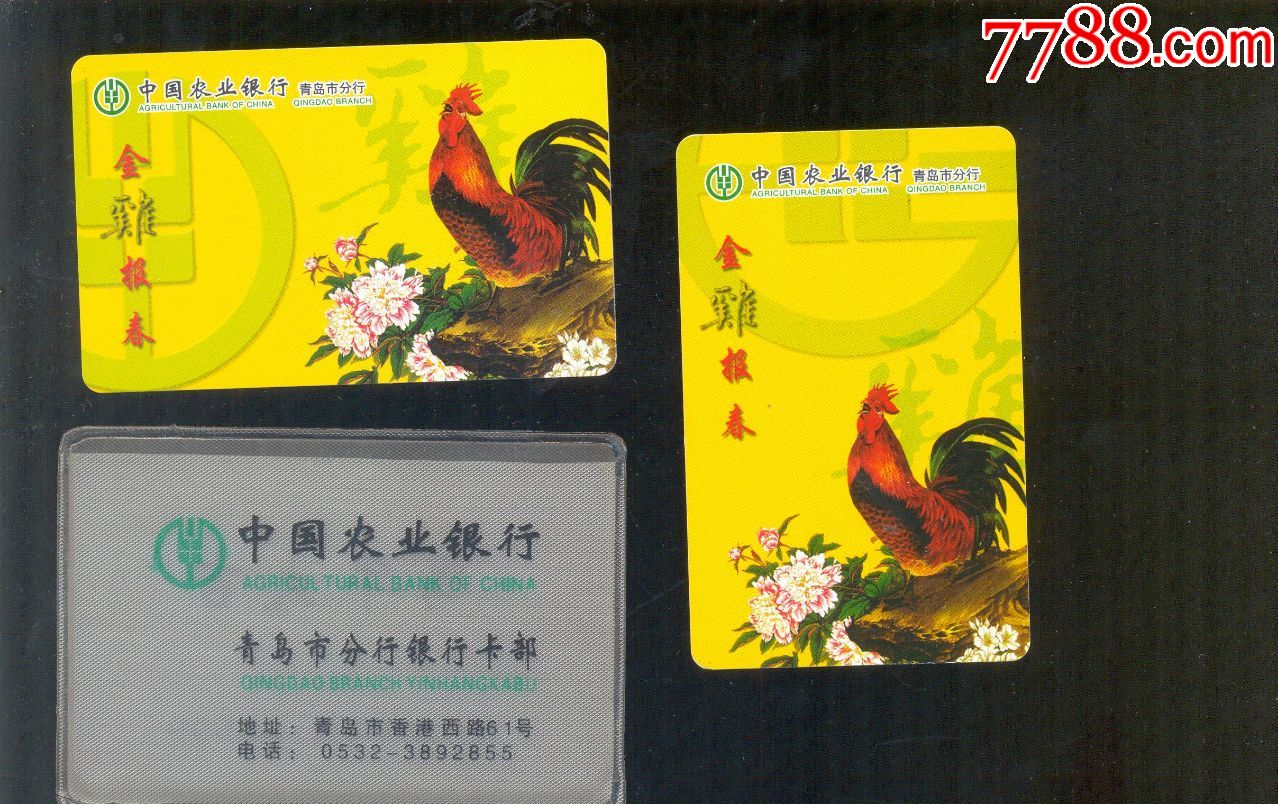 7788.com
中国农业银行 青岛市分行
AGRICULTURAL BANK OF CHINA QINGDAO BRANCH
雞
金
雞
报
春
中国农业银行 青岛市分行
AGRICULTURAL BANK OF CHINA QINGDAO BRANCH
金
雞
报
春
雞
中国农业银行
AGRICULTURAL BANK OF CHINA
青岛市分行银行卡部
QINGDAO BRANCH YINHANGKABU
地址：青岛市香港西路61号
电话：0532-3892855